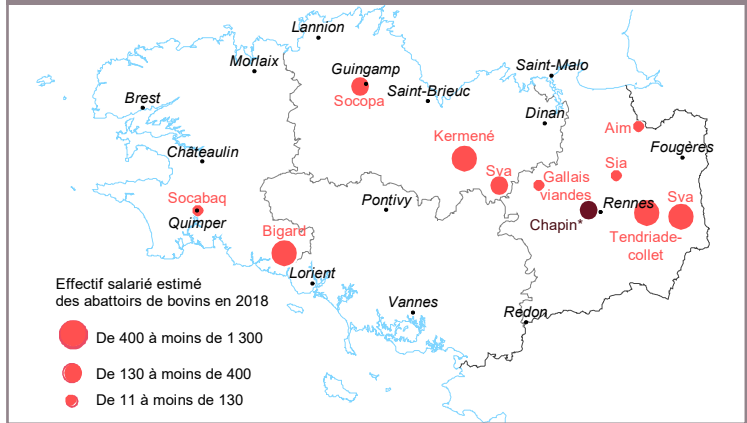 Lannion
Morlaix
Guingamp
Saint-Malo
Socopa
Saint-Brieuc
Brest
Dinan
Kermené
Aim
Fougères
Châteaulin
Sva
Gallais
viandes
Sia
Socabaq
Pontivy
Rennes
Sva
Quimper
Chapin*
Bigard
Tendriade-
collet
Lorient
Effectif salarié estimé
des abattoirs de bovins en 2018
Vannes
Redon
De 400 à moins de 1 300
De 130 à moins de 400
De 11 à moins de 130